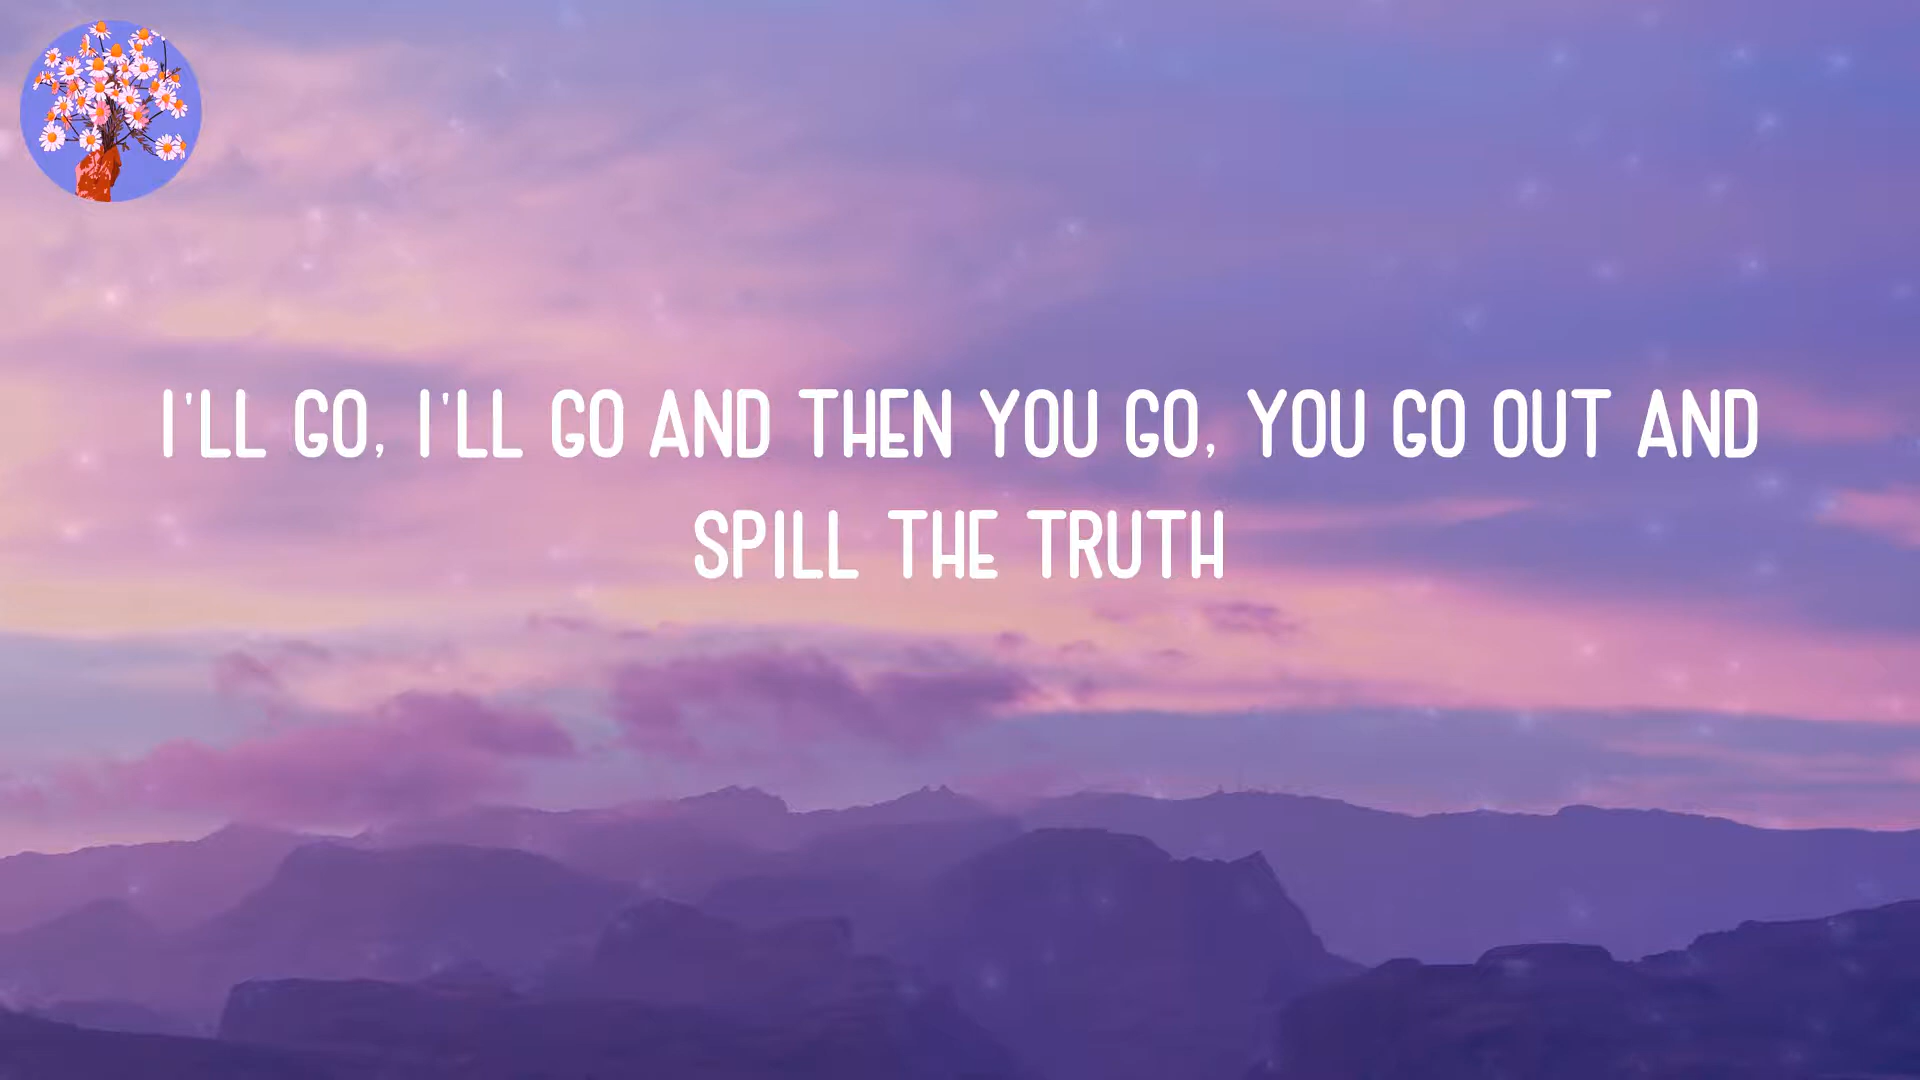 I'LL GO, I'LL GO AND THEN YOU GO, YOU GO OUT AND
SPILL THE TRUTH